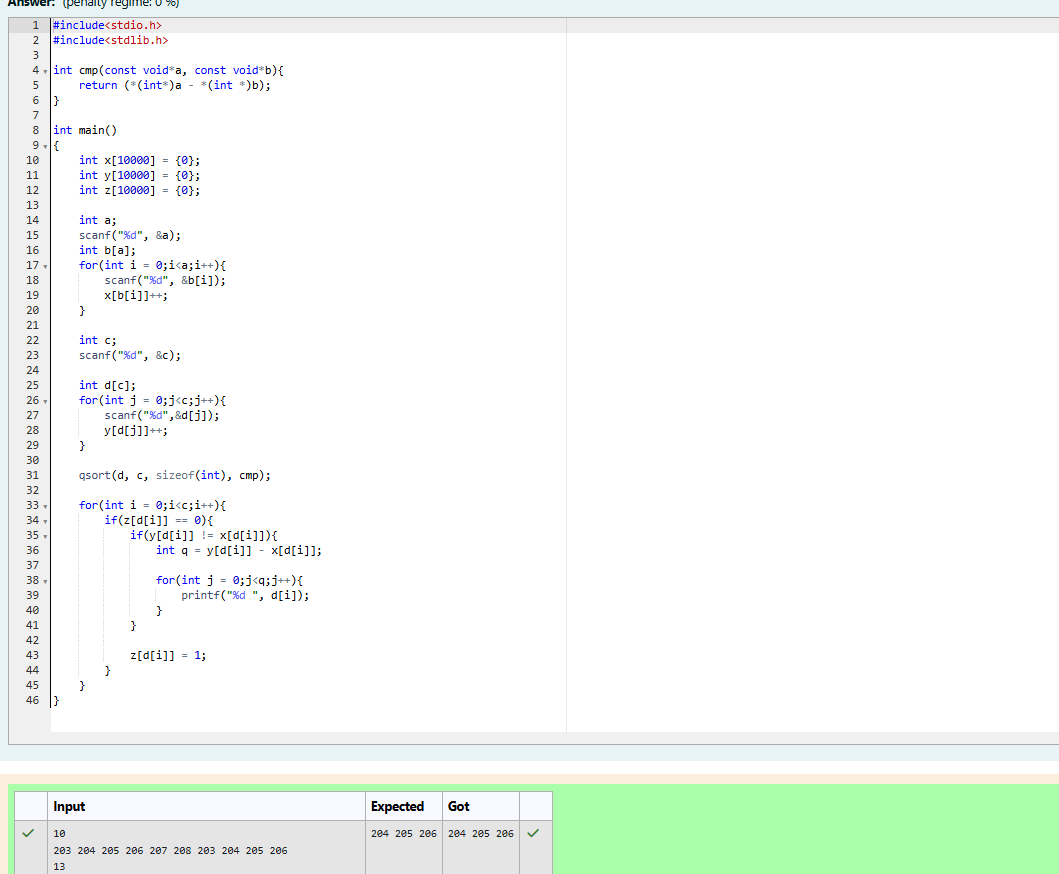 Answer: (penalty regime: 0 %)
1 #include<stdio.h>
2 #include<stdlib.h>
3
4 int cmp(const void*a, const void*b){
5     return (*(int*)a - *(int *)b);
6 }
7
8 int main()
9 {
10     int x[10000] = {0};
11     int y[10000] = {0};
12     int z[10000] = {0};
13
14     int a;
15     scanf("%d", &a);
16     int b[a];
17     for(int i = 0;i<a;i++){
18         scanf("%d", &b[i]);
19         x[b[i]]++;
20     }
21
22     int c;
23     scanf("%d", &c);
24
25     int d[c];
26     for(int j = 0;j<c;j++){
27         scanf("%d",&d[j]);
28         y[d[j]]++;
29     }
30
31     qsort(d, c, sizeof(int), cmp);
32
33     for(int i = 0;i<c;i++){
34         if(z[d[i]] == 0){
35             if(y[d[i]] != x[d[i]]){
36                 int q = y[d[i]] - x[d[i]];
37
38                 for(int j = 0;j<q;j++){
39                     printf("%d ", d[i]);
40                 }
41             }
42
43             z[d[i]] = 1;
44         }
45     }
46 }
Input Expected Got
10 204 205 206 204 205 206
203 204 205 206 207 208 203 204 205 206
13